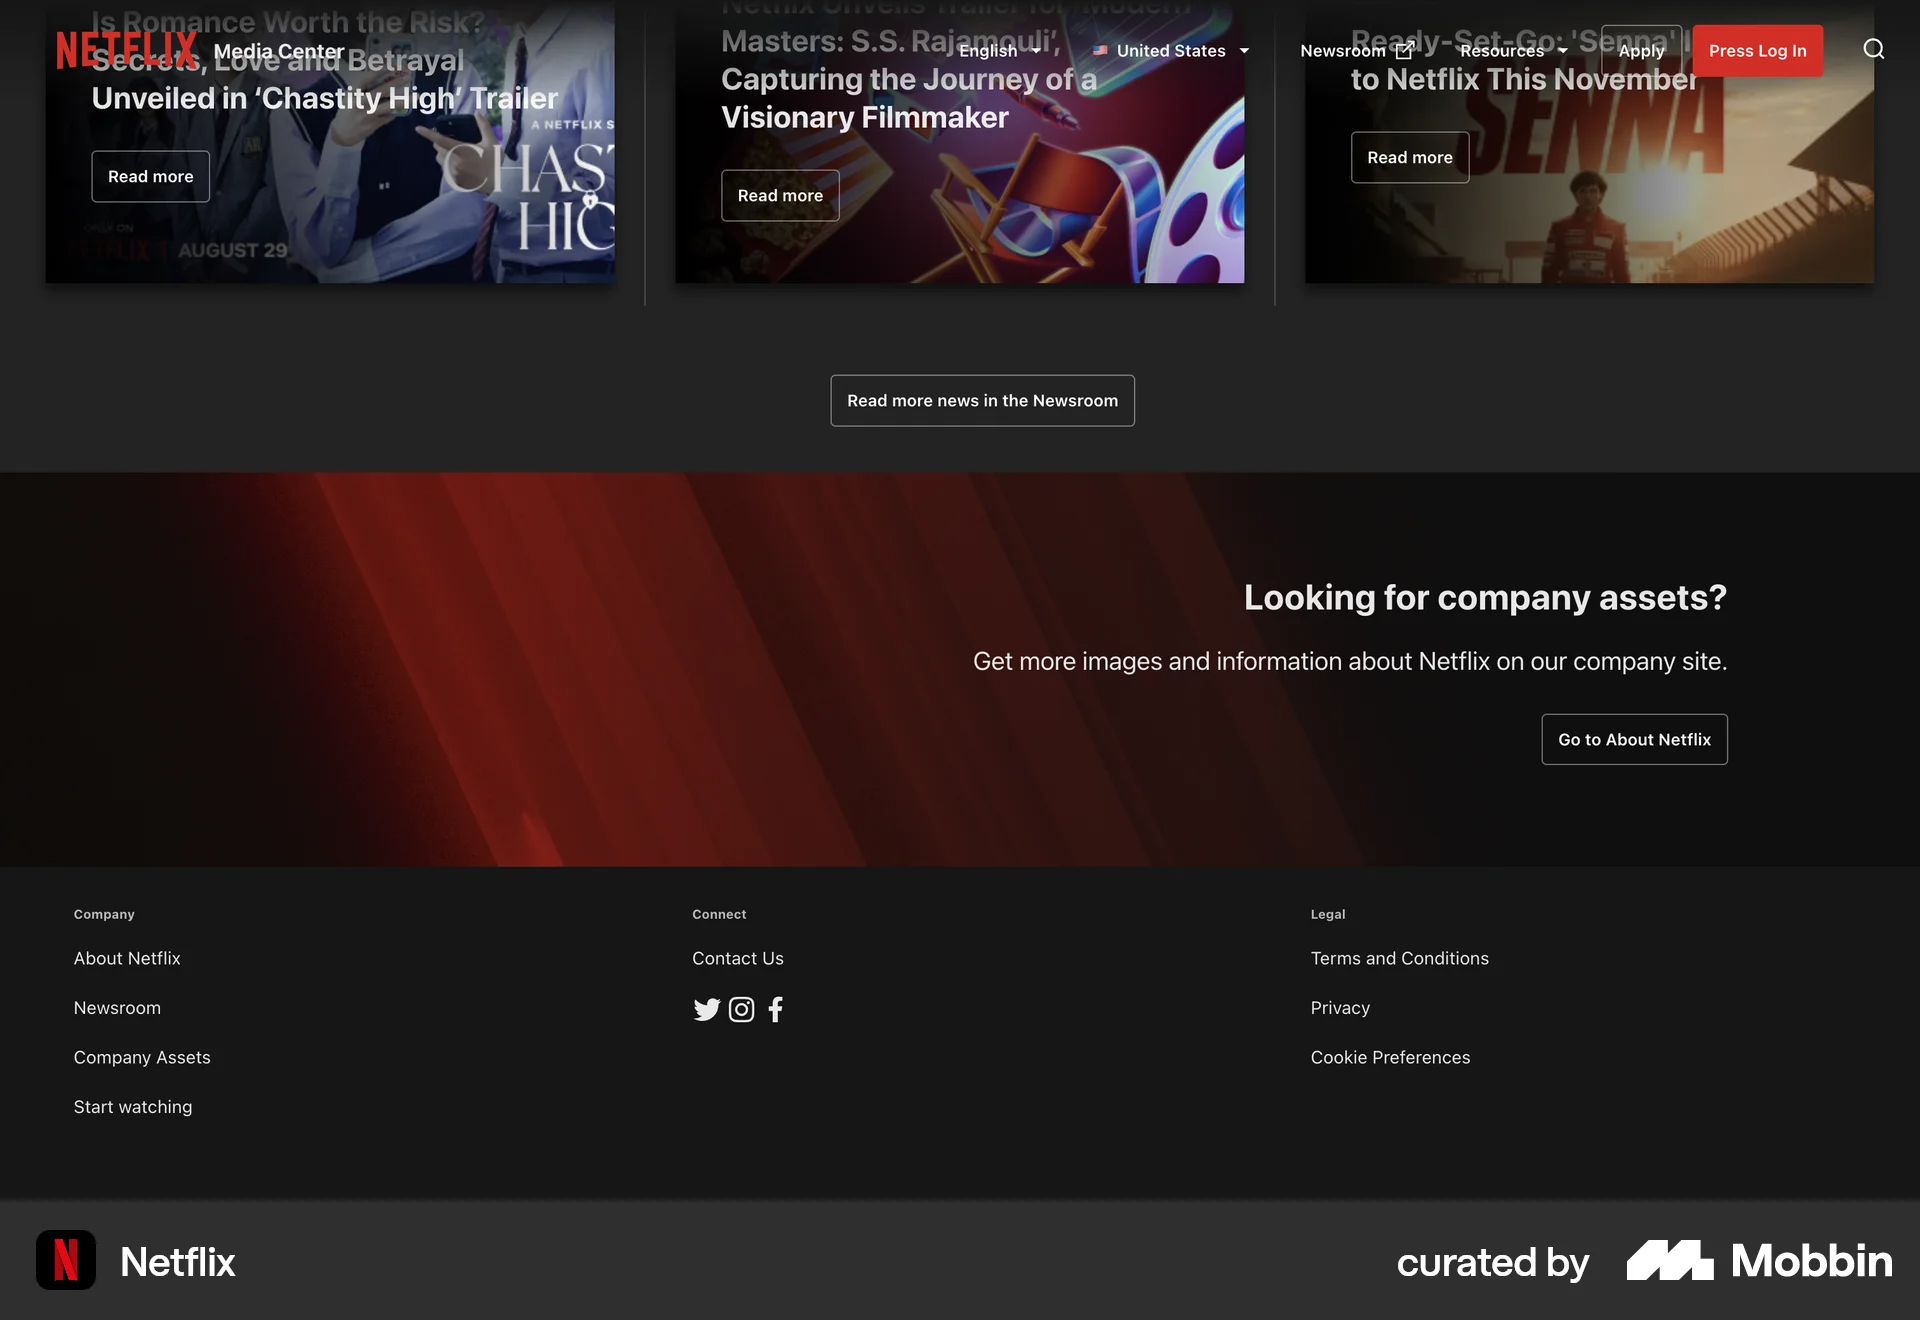 NETFLIX Media Center
English
United States
Newsroom
Resources
Apply
Press Log In
Is Romance Worth the Risk?
Secrets, Love and Betrayal
Unveiled in ‘Chastity High’ Trailer
Read more
A NETFLIX S
CHAST
HIG
ONLY ON
NETFLIX | AUGUST 29
Netflix Unveils Trailer for ‘Modern
Masters: S.S. Rajamouli’,
Capturing the Journey of a
Visionary Filmmaker
Read more
Ready-Set-Go: 'Senna'
to Netflix This November
SENNA
Read more
Read more news in the Newsroom
Looking for company assets?
Get more images and information about Netflix on our company site.
Go to About Netflix
Company
About Netflix
Newsroom
Company Assets
Start watching
Connect
Contact Us
Legal
Terms and Conditions
Privacy
Cookie Preferences
Netflix
curated by
Mobbin